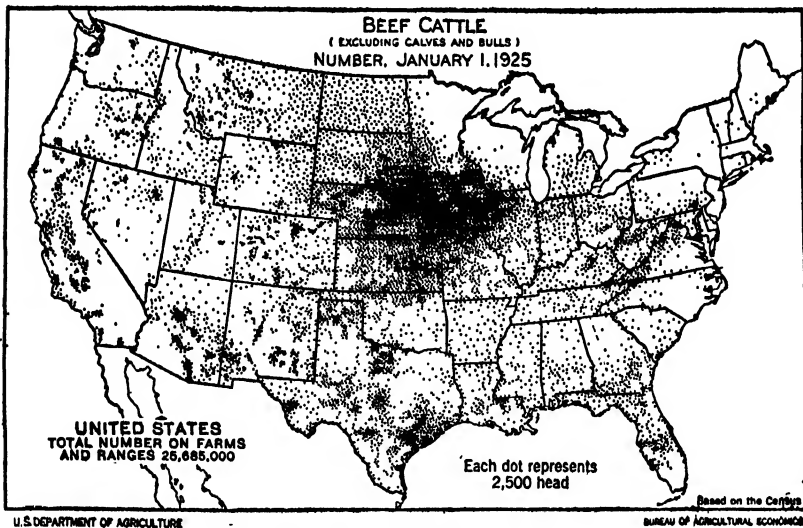 BEEF CATTLE
( EXCLUDING CALVES AND BULLS )
NUMBER, JANUARY 1, 1925
UNITED STATES
TOTAL NUMBER ON FARMS
AND RANGES 25,685,000
Each dot represents
2,500 head
Based on the Census
U.S. DEPARTMENT OF AGRICULTURE
BUREAU OF AGRICULTURAL ECONOMICS